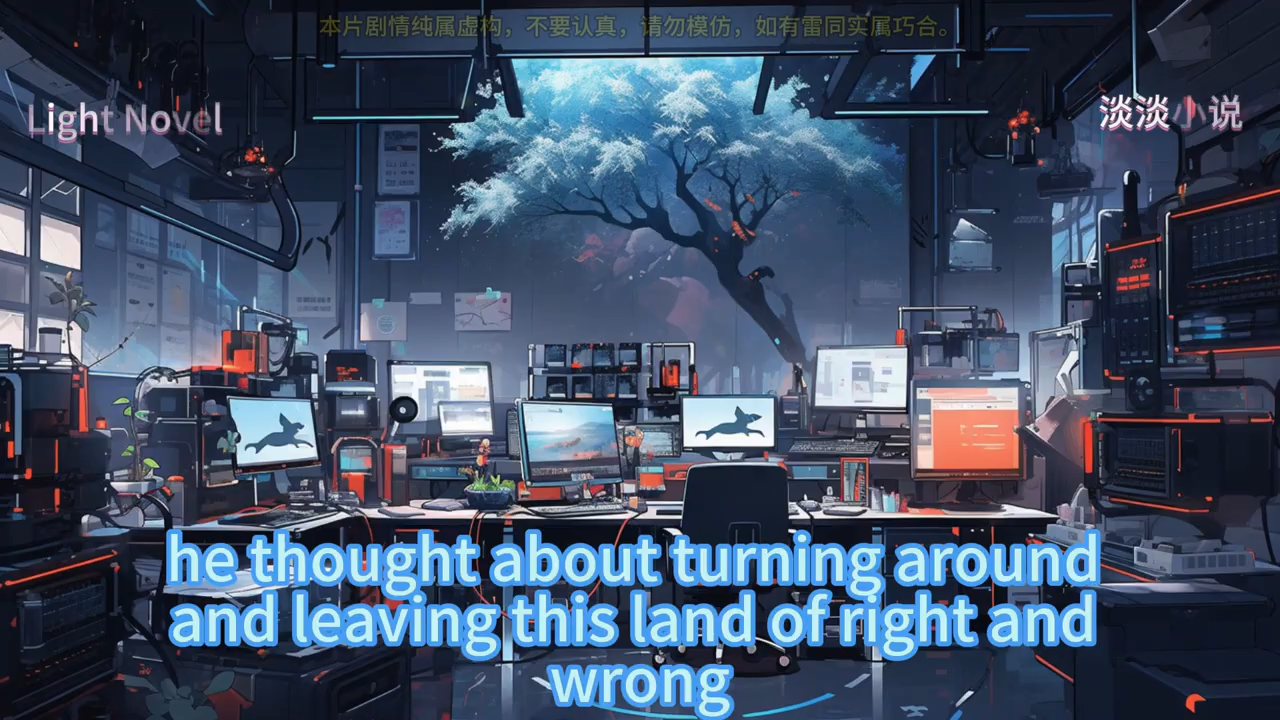 本片剧情纯属虚构，不要认真，请勿模仿，如有雷同实属巧合。
Light Novel
淡淡小说
he thought about turning around
and leaving this land of right and
wrong